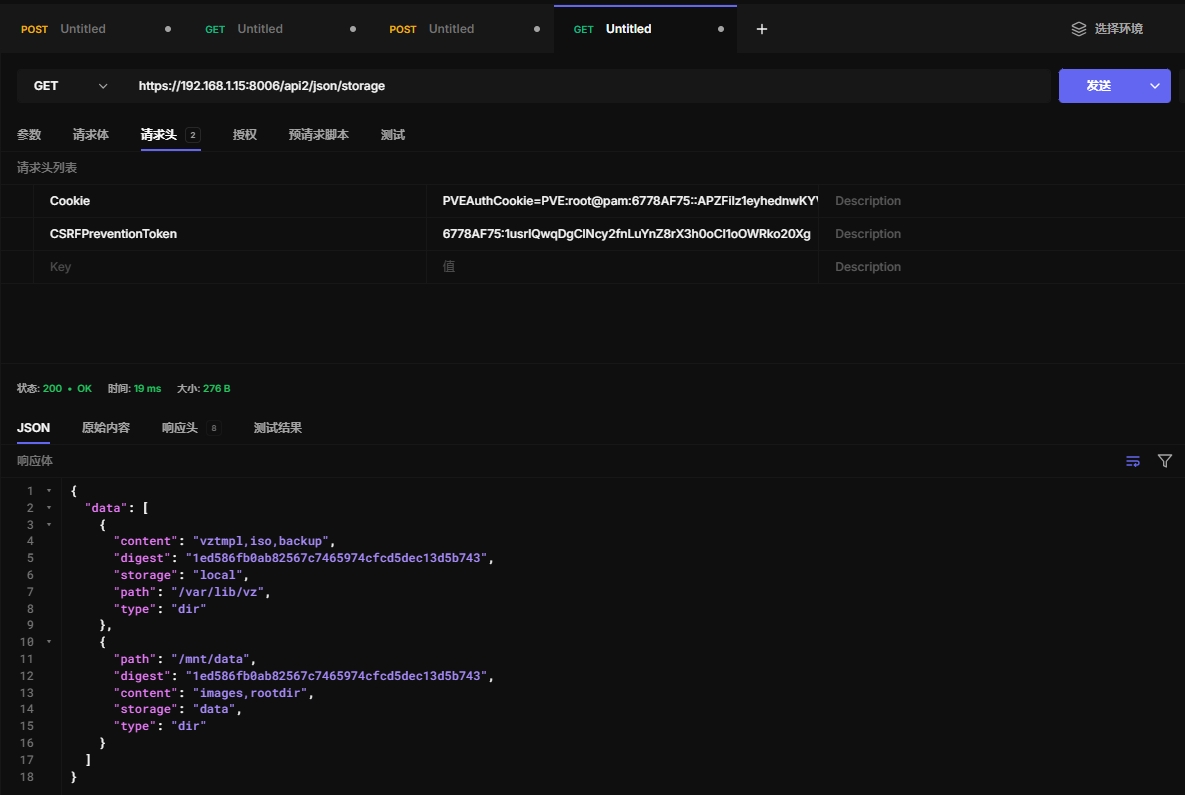 POST Untitled GET Untitled POST Untitled GET Untitled + 选择环境
GET https://192.168.1.15:8006/api2/json/storage 发送
参数 请求体 请求头 2 授权 预请求脚本 测试
请求头列表
Cookie PVEAuthCookie=PVE:root@pam:6778AF75::APZFilz1eyhednwKY Description
CSRFPreventionToken 6778AF75:1usrlQwqDgClNcy2fnLuYnZ8rX3h0oCl1oOWRko20Xg Description
Key 值 Description
状态: 200 • OK 时间: 19 ms 大小: 276 B
JSON 原始内容 响应头 8 测试结果
响应体
1 {
2 "data": [
3 {
4 "content": "vztmpl,iso,backup",
5 "digest": "1ed586fb0ab82567c7465974cfcd5dec13d5b743",
6 "storage": "local",
7 "path": "/var/lib/vz",
8 "type": "dir"
9 },
10 {
11 "path": "/mnt/data",
12 "digest": "1ed586fb0ab82567c7465974cfcd5dec13d5b743",
13 "content": "images,rootdir",
14 "storage": "data",
15 "type": "dir"
16 }
17 ]
18 }